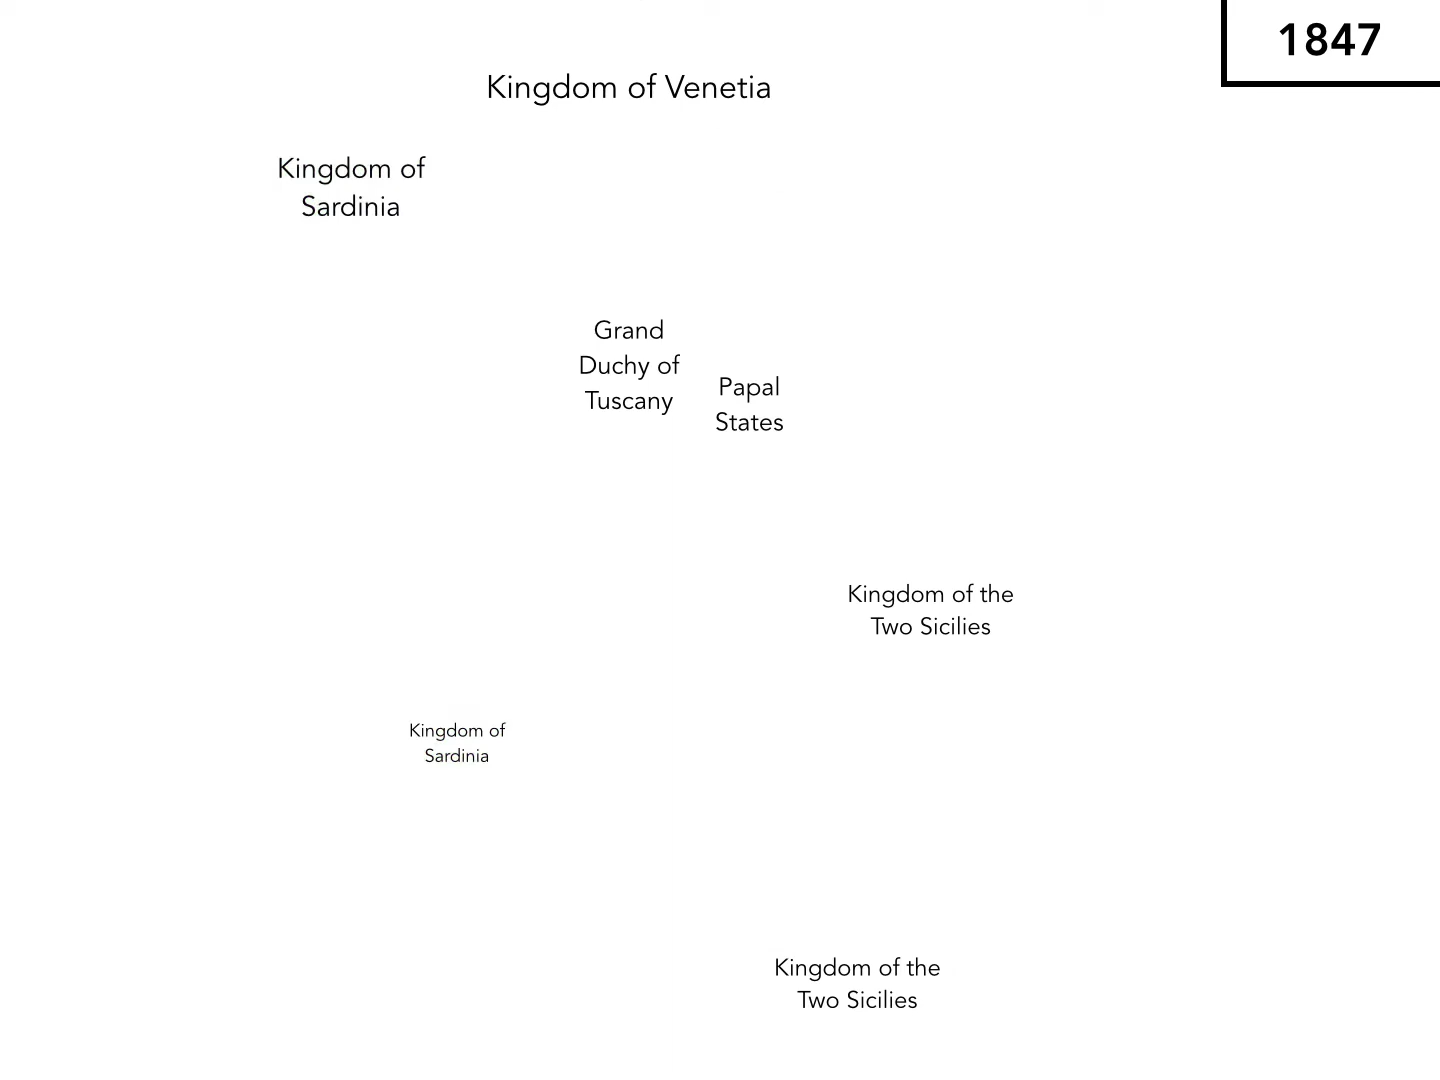 1847
Kingdom of Venetia
Kingdom of
Sardinia
Grand
Duchy of
Tuscany
Papal
States
Kingdom of the
Two Sicilies
Kingdom of
Sardinia
Kingdom of the
Two Sicilies